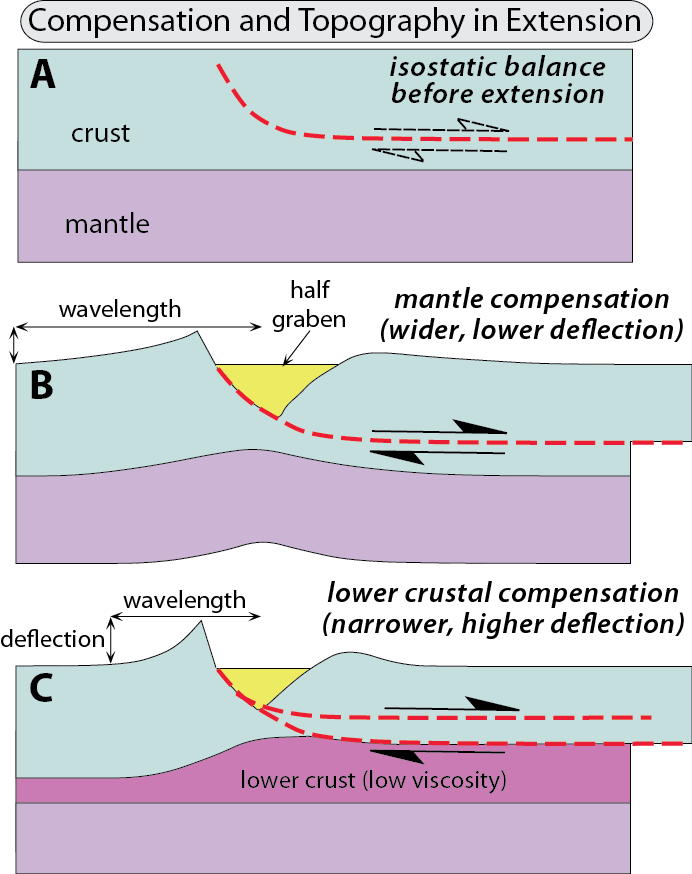 Compensation and Topography in Extension
A
isostatic balance
before extension
crust
mantle
wavelength
half
graben
mantle compensation
(wider, lower deflection)
B
lower crustal compensation
(narrower, higher deflection)
wavelength
deflection
C
lower crust (low viscosity)